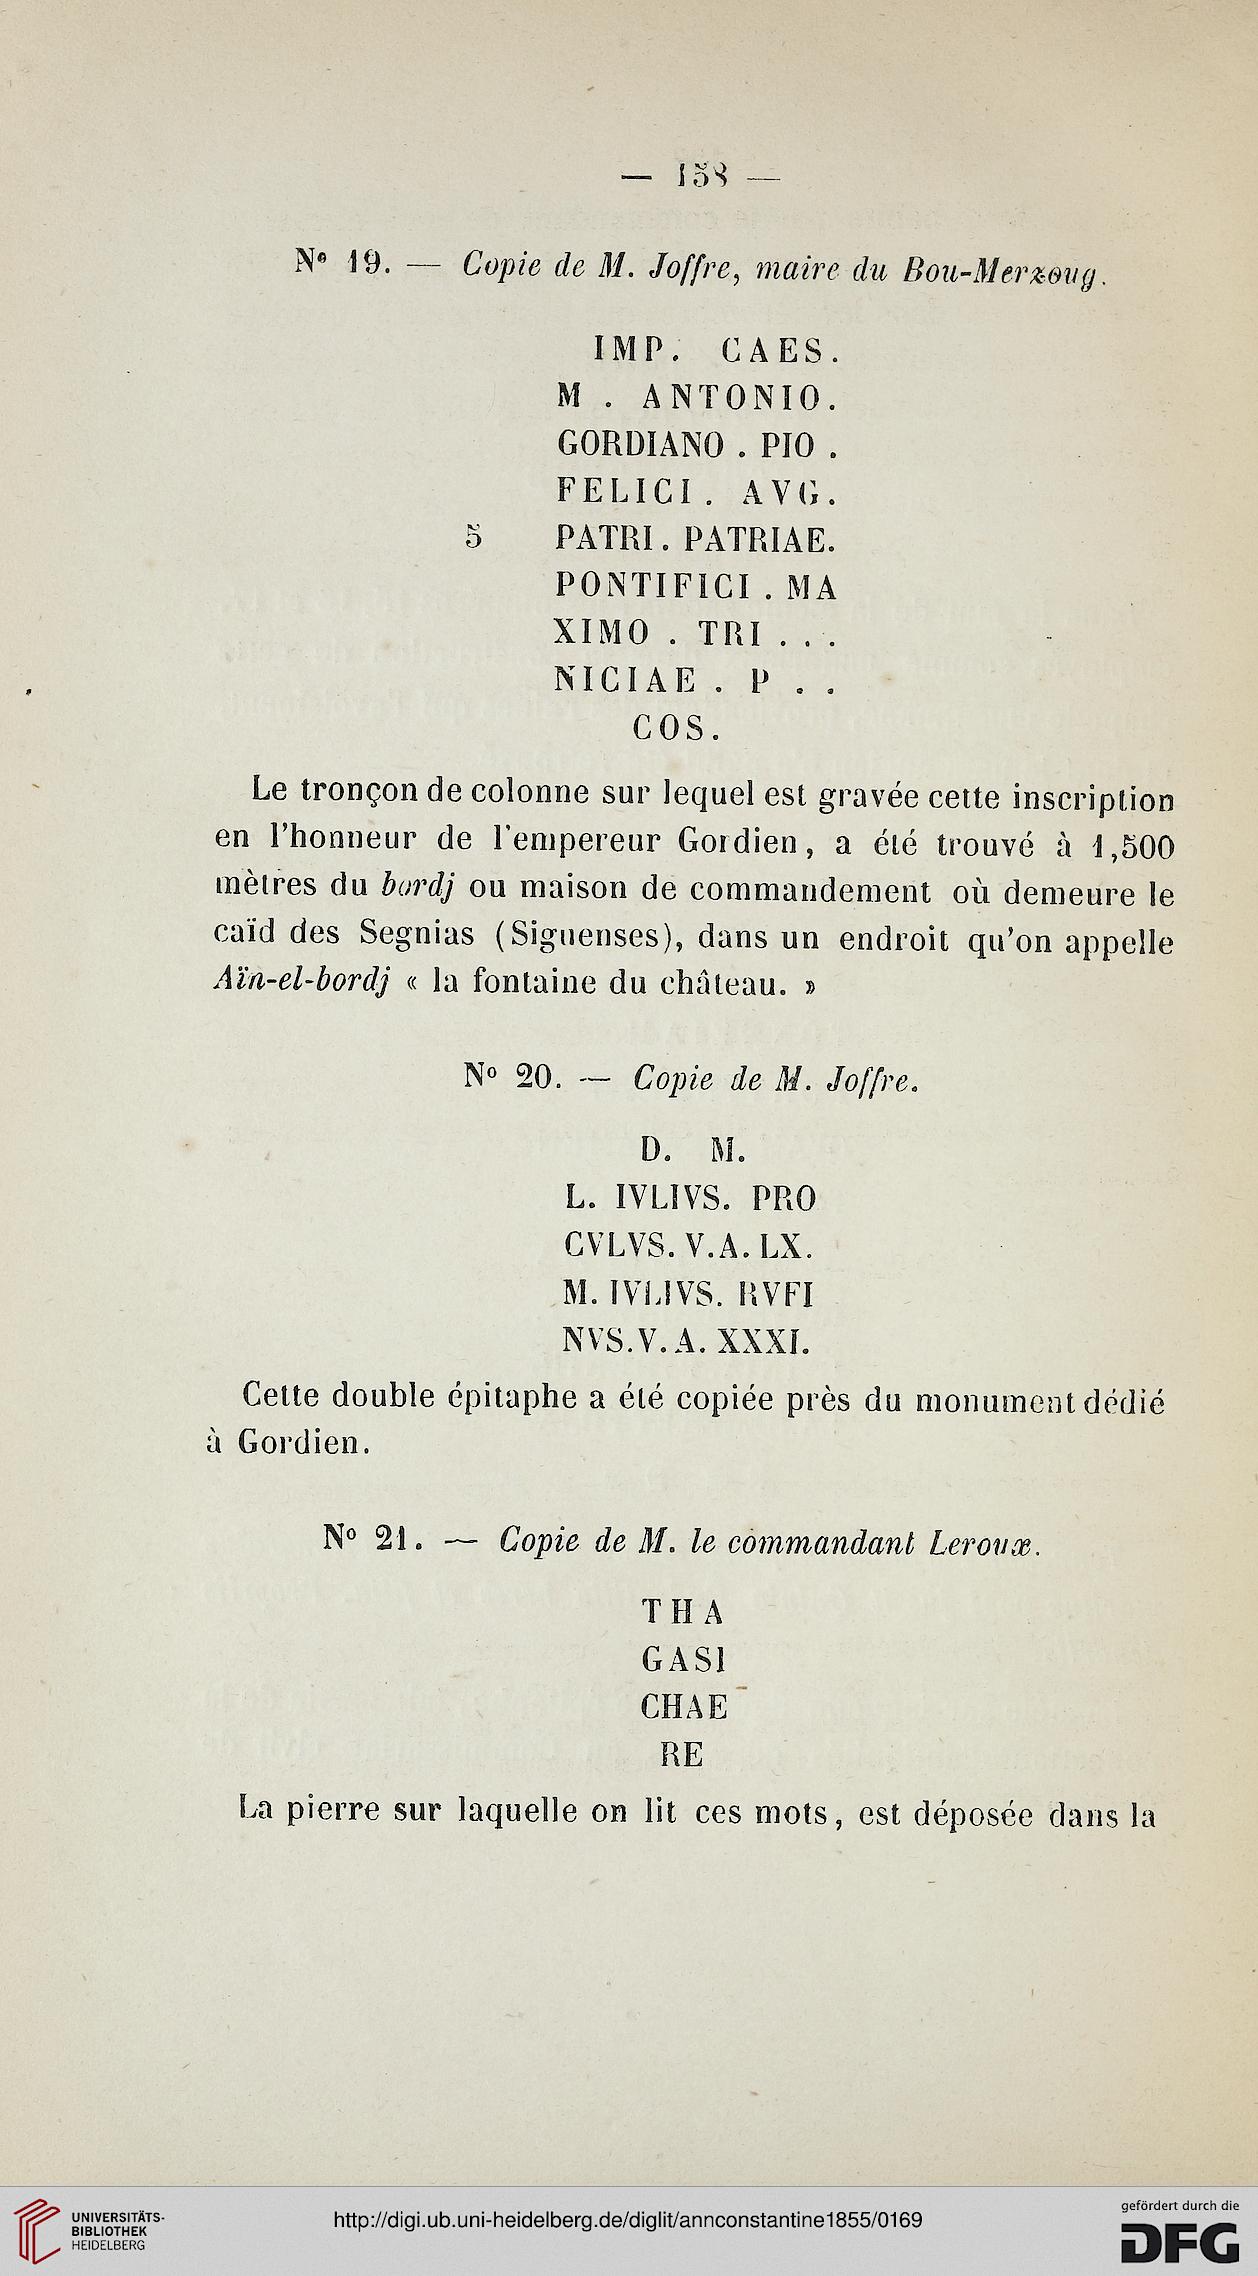 — 158 —
N° 19. — Copie de M. Joffre, maire du Bou-Merzoug.
IMP. CAES.
M . ANTONIO.
GORDIANO . PIO .
FELICI . AVG.
5 PATRI . PATRIAE.
PONTIFICI . MA
XIMO . TRI . . .
NICIAE . P . .
COS.
Le tronçon de colonne sur lequel est gravée cette inscription
en l'honneur de l'empereur Gordien, a été trouvé à 1,500
mètres du bordj ou maison de commandement où demeure le
caïd des Segnias (Siguenses), dans un endroit qu'on appelle
Aïn-el-bordj « la fontaine du château. »
N° 20. — Copie de M. Joffre.
D. M.
L. IVLIVS. PRO
CVLVS. V. A. LX.
M. IVLIVS. RVFI
NVS. V. A. XXXI.
Cette double épitaphe a été copiée près du monument dédié
à Gordien.
N° 21. — Copie de M. le commandant Leroux.
THA
GASI
CHAE
RE
La pierre sur laquelle on lit ces mots, est déposée dans la
UNIVERSITÄTS-
BIBLIOTHEK
HEIDELBERG
http://digi.ub.uni-heidelberg.de/diglit/annconstantine1855/0169
gefördert durch die
DFG